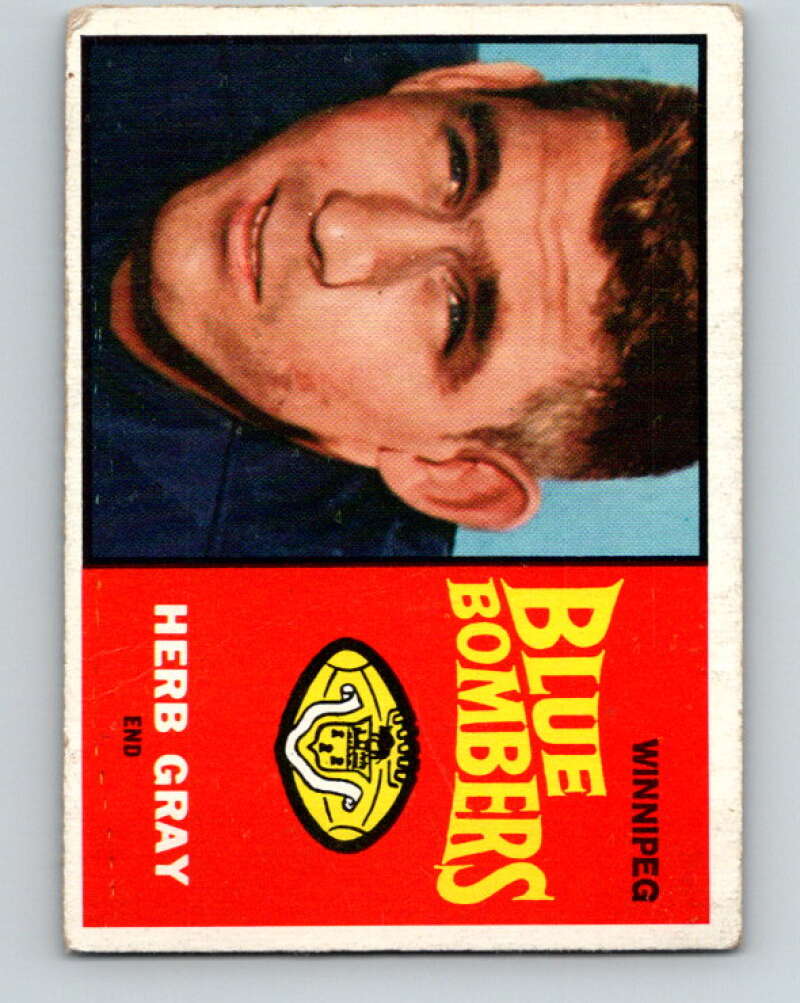 WINNIPEG
BLUE
BOMBERS
HERB GRAY
END